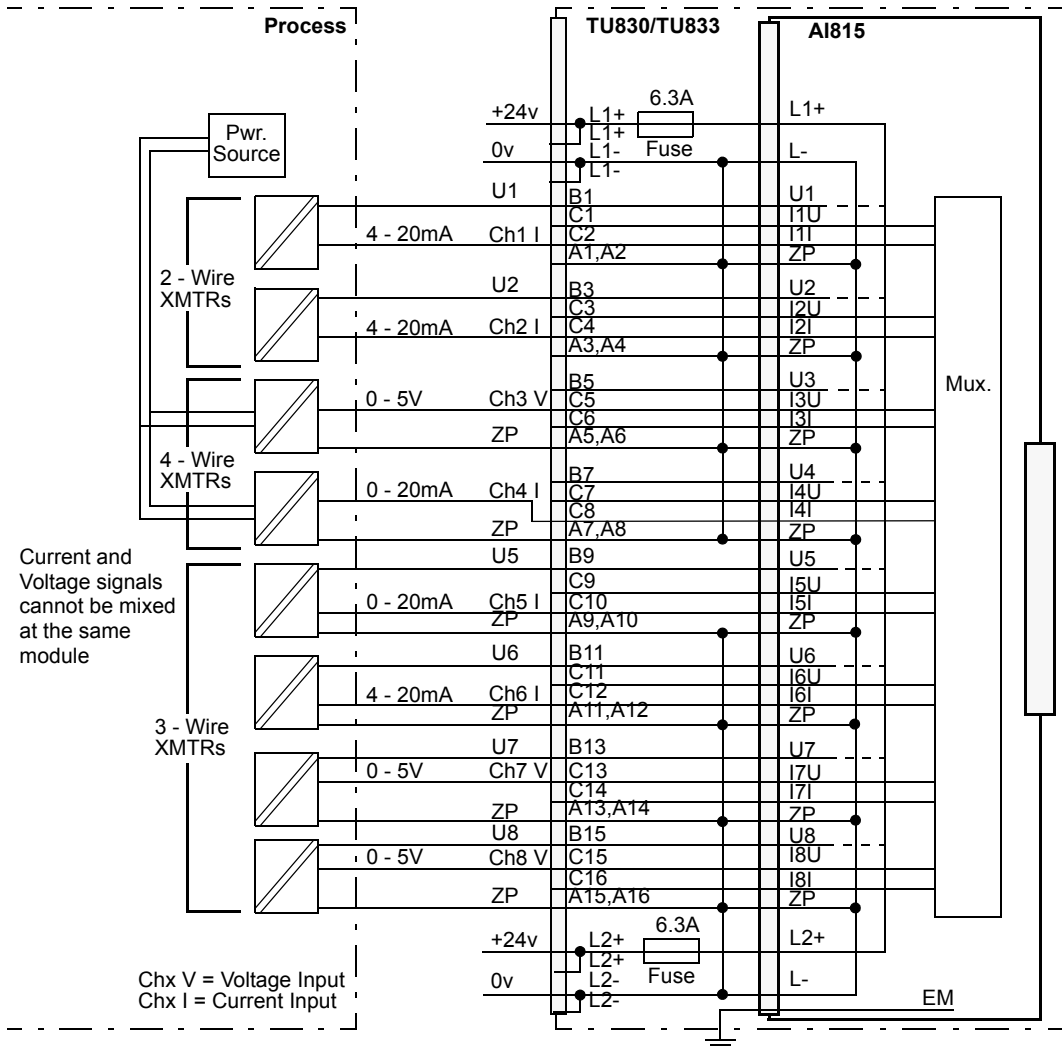 Process
TU830/TU833
AI815
Pwr.
Source
+24v
L1+
L1+
6.3A
Fuse
L1+
0v
L1-
L1-
L-
U1
B1
U1
C1
I1U
4 - 20mA
Ch1 I
C2
I1I
A1,A2
ZP
2 - Wire
XMTRs
U2
B3
U2
C3
I2U
4 - 20mA
Ch2 I
C4
I2I
A3,A4
ZP
Mux.
B5
U3
0 - 5V
Ch3 V
C5
I3U
C6
I3I
ZP
A5,A6
ZP
4 - Wire
XMTRs
B7
U4
0 - 20mA
Ch4 I
C7
I4U
C8
I4I
ZP
A7,A8
ZP
Current and
Voltage signals
cannot be mixed
at the same
module
U5
B9
U5
C9
I5U
0 - 20mA
Ch5 I
C10
I5I
ZP
A9,A10
ZP
U6
B11
U6
C11
I6U
4 - 20mA
Ch6 I
C12
I6I
ZP
A11,A12
ZP
3 - Wire
XMTRs
U7
B13
U7
0 - 5V
Ch7 V
C13
I7U
C14
I7I
ZP
A13,A14
ZP
U8
B15
U8
0 - 5V
Ch8 V
C15
I8U
C16
I8I
ZP
A15,A16
ZP
+24v
L2+
L2+
6.3A
Fuse
L2+
0v
L2-
L2-
L-
EM
Chx V = Voltage Input
Chx I = Current Input